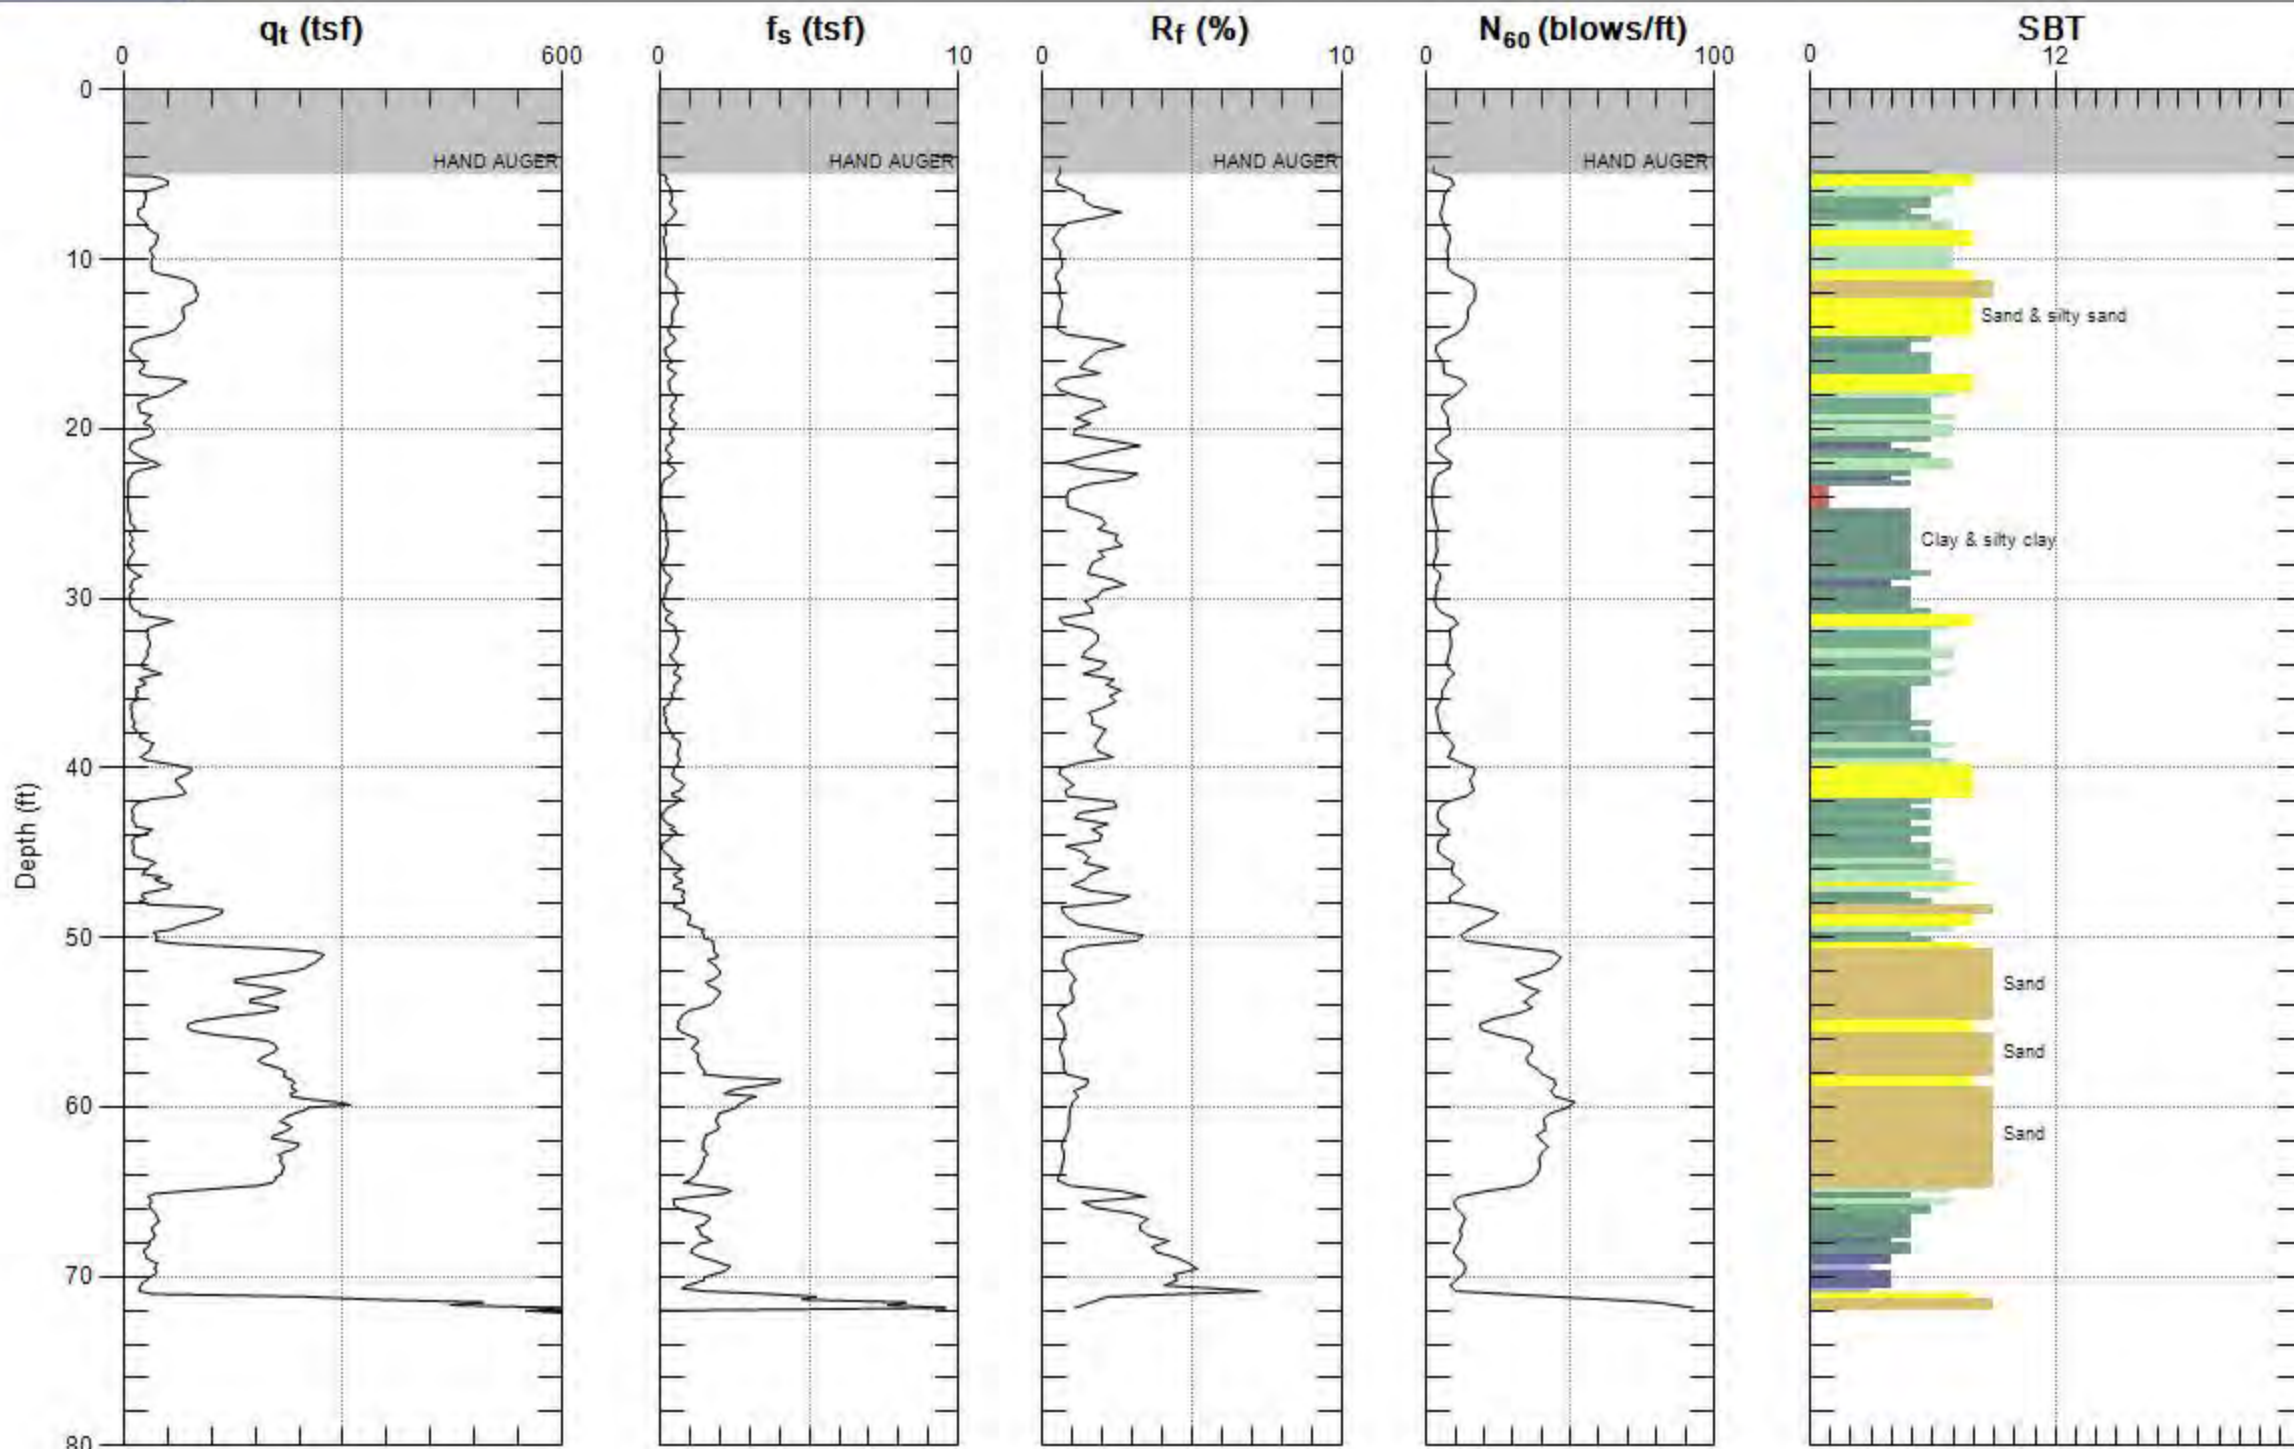 qt (tsf) fs (tsf) Rf (%) N60 (blows/ft) SBT
0 600 0 10 0 10 0 100 0 12
0
HAND AUGER HAND AUGER HAND AUGER HAND AUGER
10
Sand & silty sand
20
Clay & silty clay
30
40
Depth (ft)
50
Sand
Sand
60
Sand
70
80